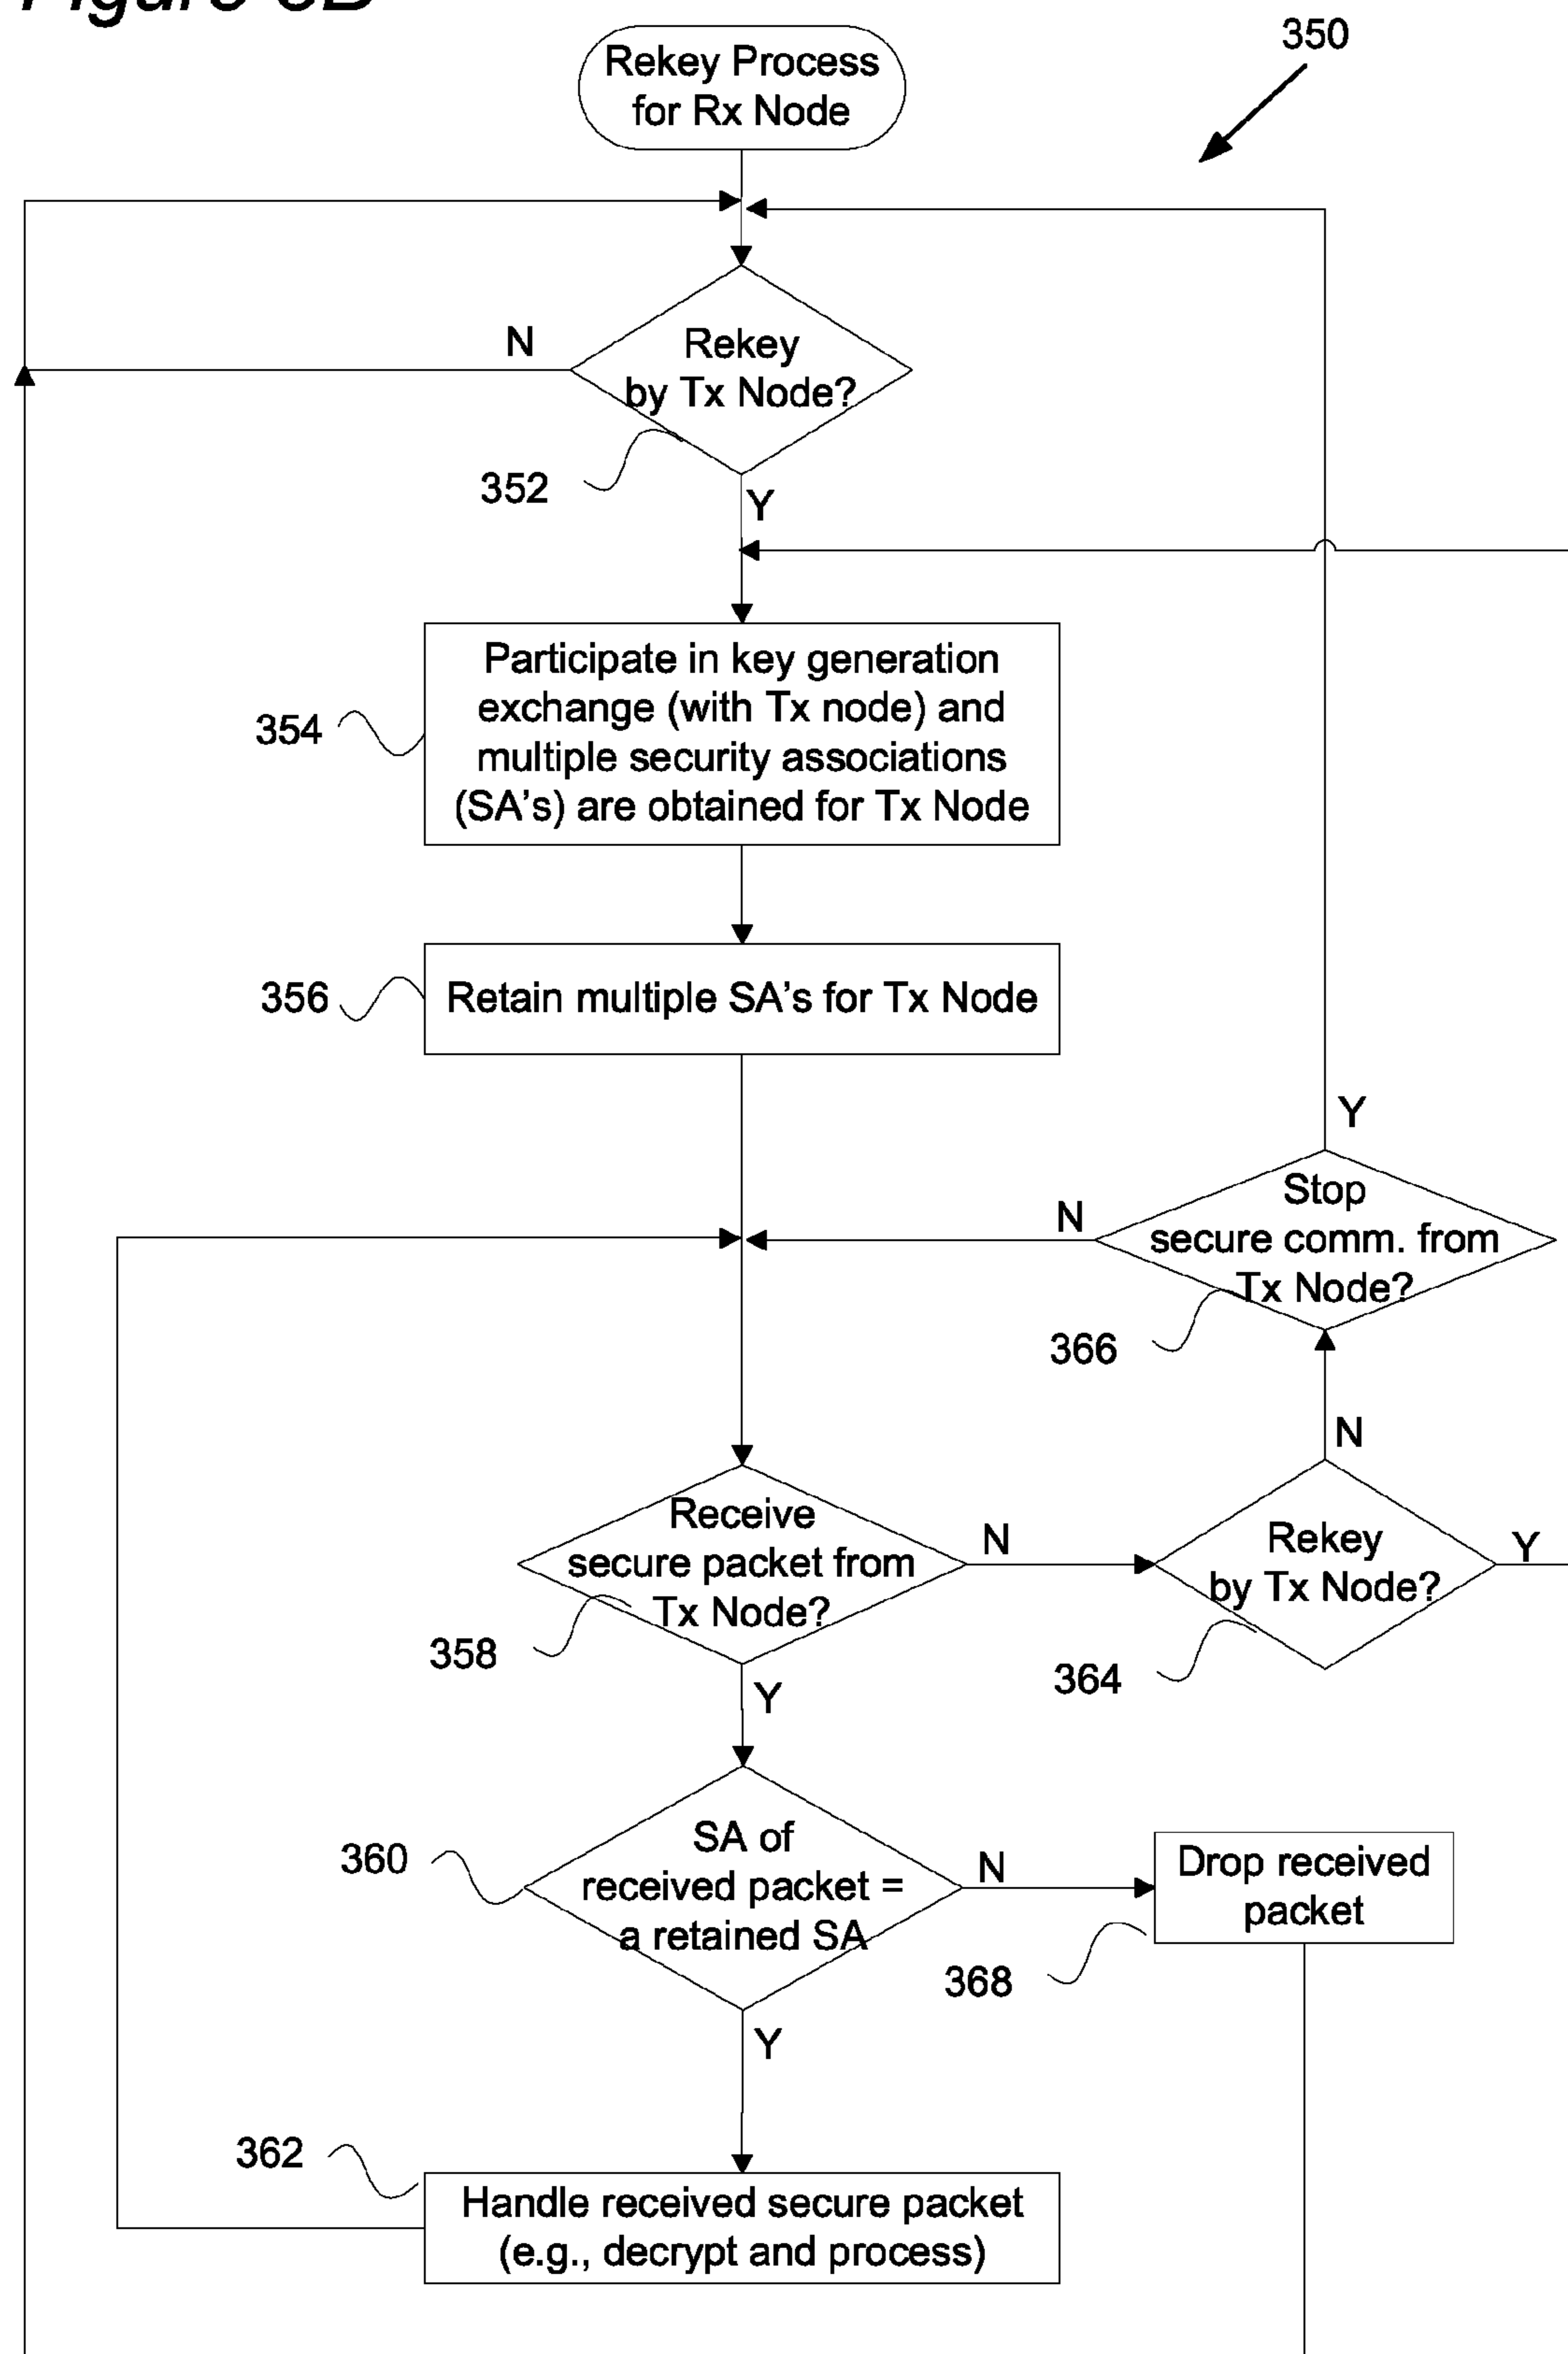 350
Rekey Process
for Rx Node
N
Rekey
by Tx Node?
352
Y
354
Participate in key generation
exchange (with Tx node) and
multiple security associations
(SA's) are obtained for Tx Node
356
Retain multiple SA's for Tx Node
Y
Stop
secure comm. from
Tx Node?
N
366
N
Receive
secure packet from
Tx Node?
N
Rekey
by Tx Node?
Y
358
364
Y
360
SA of
received packet =
a retained SA
N
Drop received
packet
368
Y
362
Handle received secure packet
(e.g., decrypt and process)